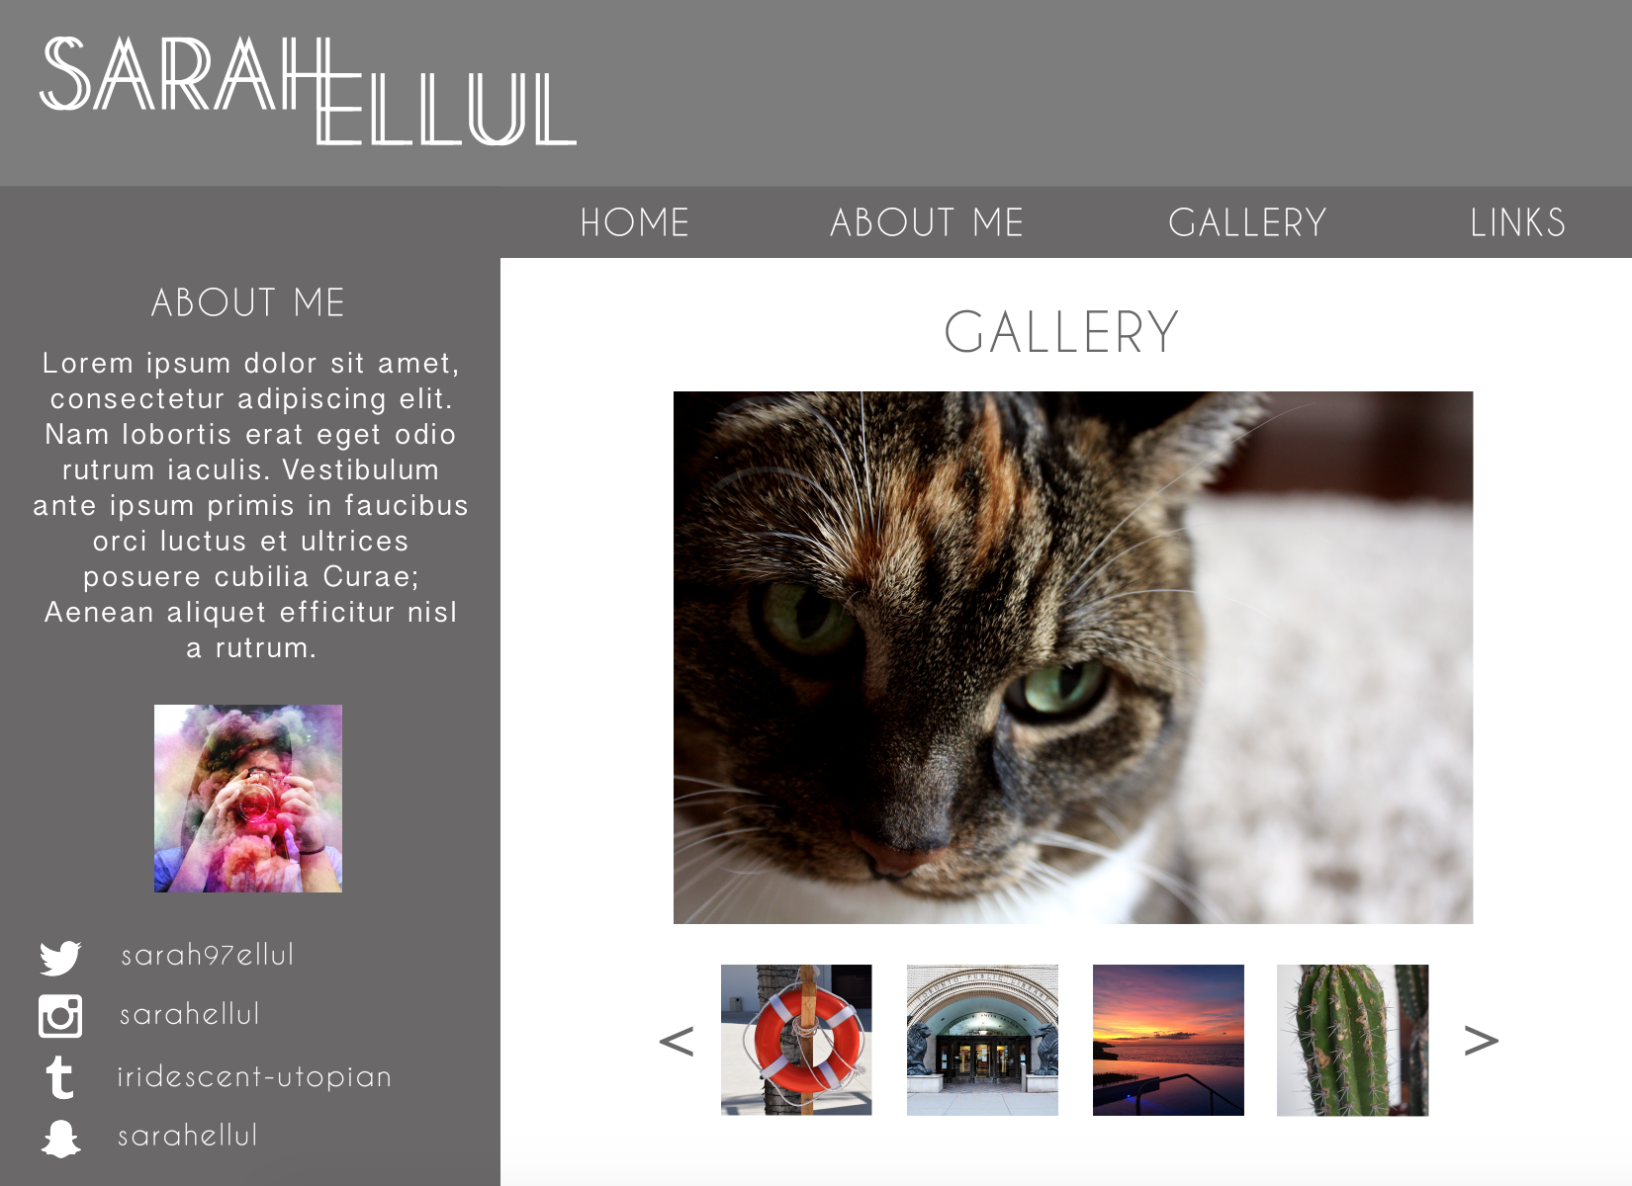 SARAH
ELLUL
HOME ABOUT ME GALLERY LINKS
ABOUT ME
Lorem ipsum dolor sit amet,
consectetur adipiscing elit.
Nam lobortis erat eget odio
rutrum iaculis. Vestibulum
ante ipsum primis in faucibus
orci luctus et ultrices
posuere cubilia Curae;
Aenean aliquet efficitur nisl
a rutrum.
sarah97ellul
sarahellul
iridescent-utopian
sarahellul
GALLERY
PUBLIC LIBRARY
< >